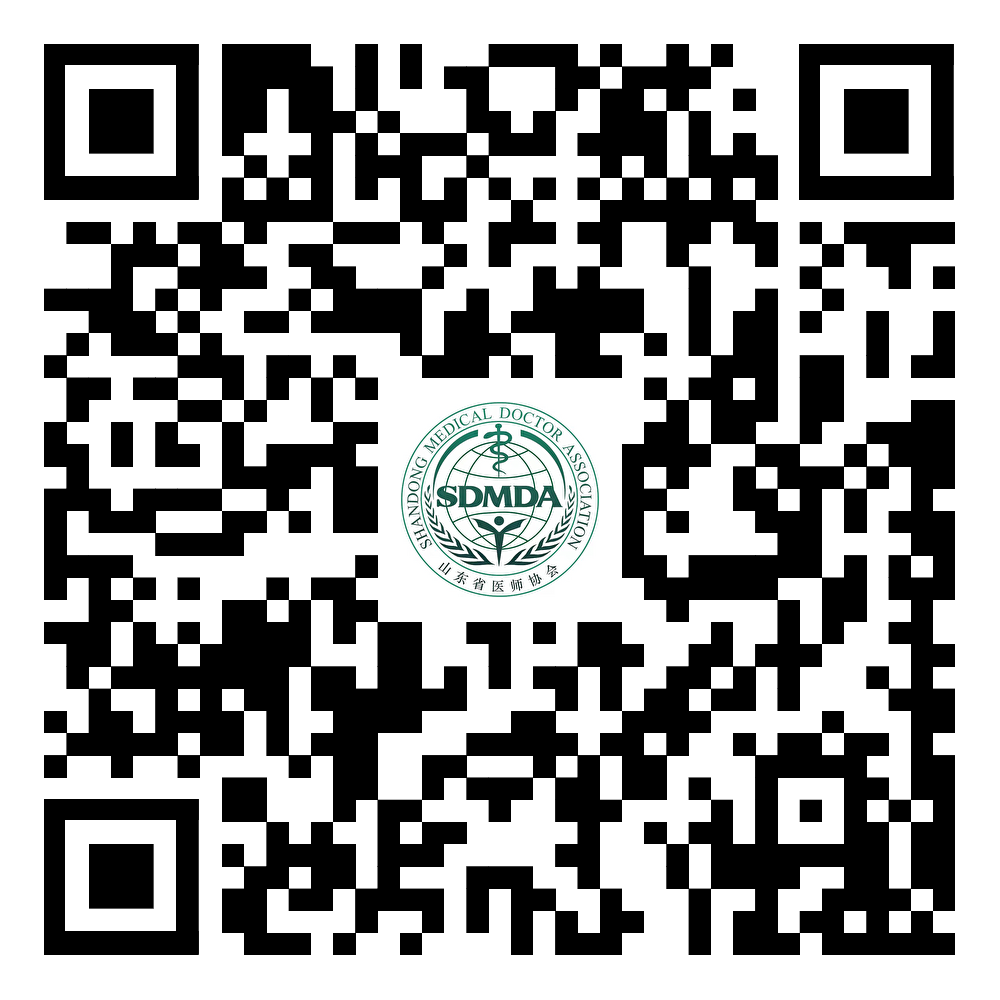 SHANDONG MEDICAL DOCTOR ASSOCIATION
SDMDA
山东省医师协会